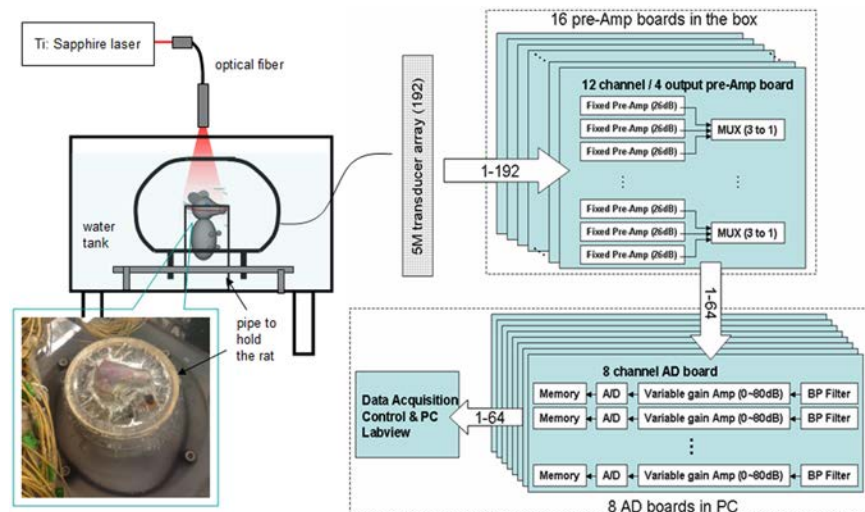 Ti: Sapphire laser
optical fiber
water
tank
pipe to
hold
the rat
5M transducer array (192)
1-192
16 pre-Amp boards in the box
12 channel / 4 output pre-Amp board
Fixed Pre-Amp (26dB)
Fixed Pre-Amp (26dB)
MUX (3 to 1)
Fixed Pre-Amp (26dB)
Fixed Pre-Amp (26dB)
Fixed Pre-Amp (26dB)
MUX (3 to 1)
Fixed Pre-Amp (26dB)
1-64
8 channel AD board
Memory A/D Variable gain Amp (0~80dB) BP Filter
Memory A/D Variable gain Amp (0~80dB) BP Filter
Memory A/D Variable gain Amp (0~80dB) BP Filter
8 AD boards in PC
1-64
Data Acquisition
Control & PC
Labview